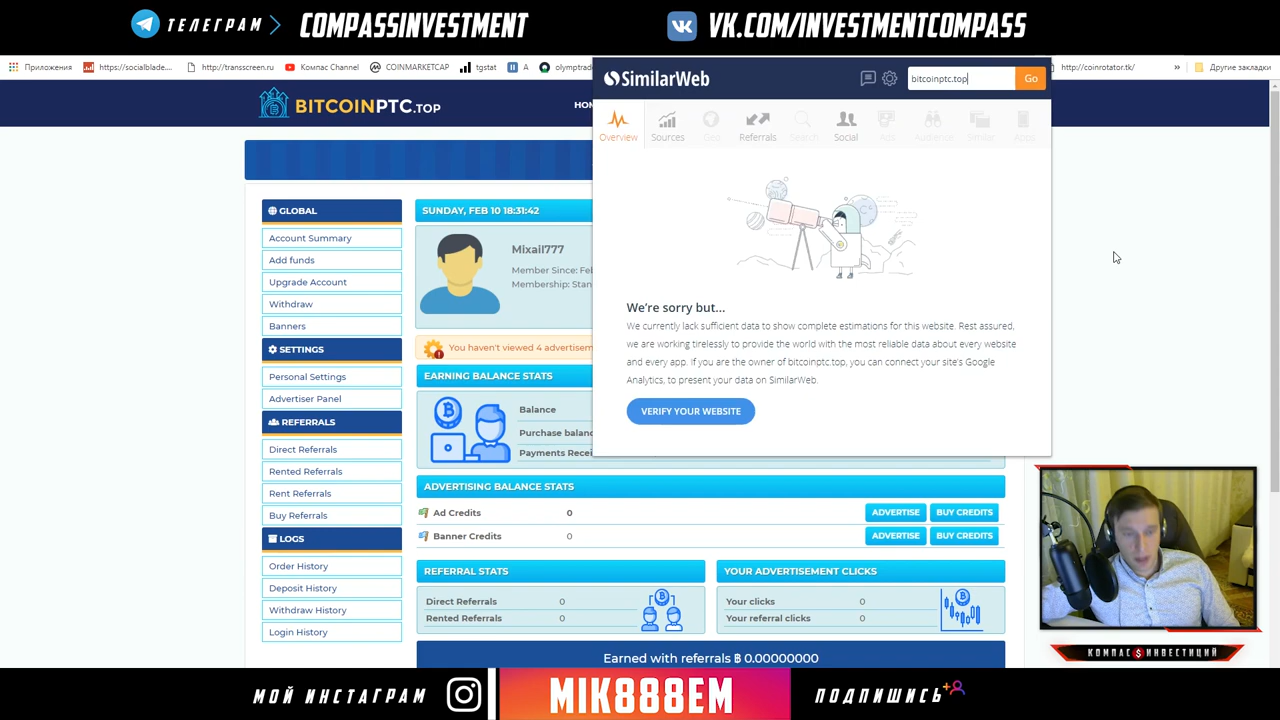 ТЕЛЕГРАМ
COMPASSINVESTMENT
VK.COM/INVESTMENTCOMPASS
Приложения
https://socialblade....
http://transscreen.ru
Компас Channel
COINMARKETCAP
tgstat
A
olymptrad
http://coinrotator.tk/
»
Другие закладки
BITCOINPTC.TOP
HOM
SimilarWeb
bitcoinptc.top
Go
Overview
Sources
Geo
Referrals
Search
Social
Ads
Audience
Similar
Apps
We're sorry but...
We currently lack sufficient data to show complete estimations for this website. Rest assured,
we are working tirelessly to provide the world with the most reliable data about every website
and every app. If you are the owner of bitcoinptc.top, you can connect your site's Google
Analytics, to present your data on SimilarWeb.
VERIFY YOUR WEBSITE
GLOBAL
Account Summary
Add funds
Upgrade Account
Withdraw
Banners
SETTINGS
Personal Settings
Advertiser Panel
REFERRALS
Direct Referrals
Rented Referrals
Rent Referrals
Buy Referrals
LOGS
Order History
Deposit History
Withdraw History
Login History
SUNDAY, FEB 10 18:31:42
Mixail777
Member Since: Feb
Membership: Stan
You haven't viewed 4 advertisem
EARNING BALANCE STATS
Balance
Purchase balanc
Payments Recei
ADVERTISING BALANCE STATS
Ad Credits 0 ADVERTISE BUY CREDITS
Banner Credits 0 ADVERTISE BUY CREDITS
REFERRAL STATS
Direct Referrals 0
Rented Referrals 0
YOUR ADVERTISEMENT CLICKS
Your clicks 0
Your referral clicks 0
Earned with referrals ฿ 0.00000000
КОМПАС $ ИНВЕСТИЦИЙ
МОЙ ИНСТАГРАМ
MIK888EM
ПОДПИШИСЬ